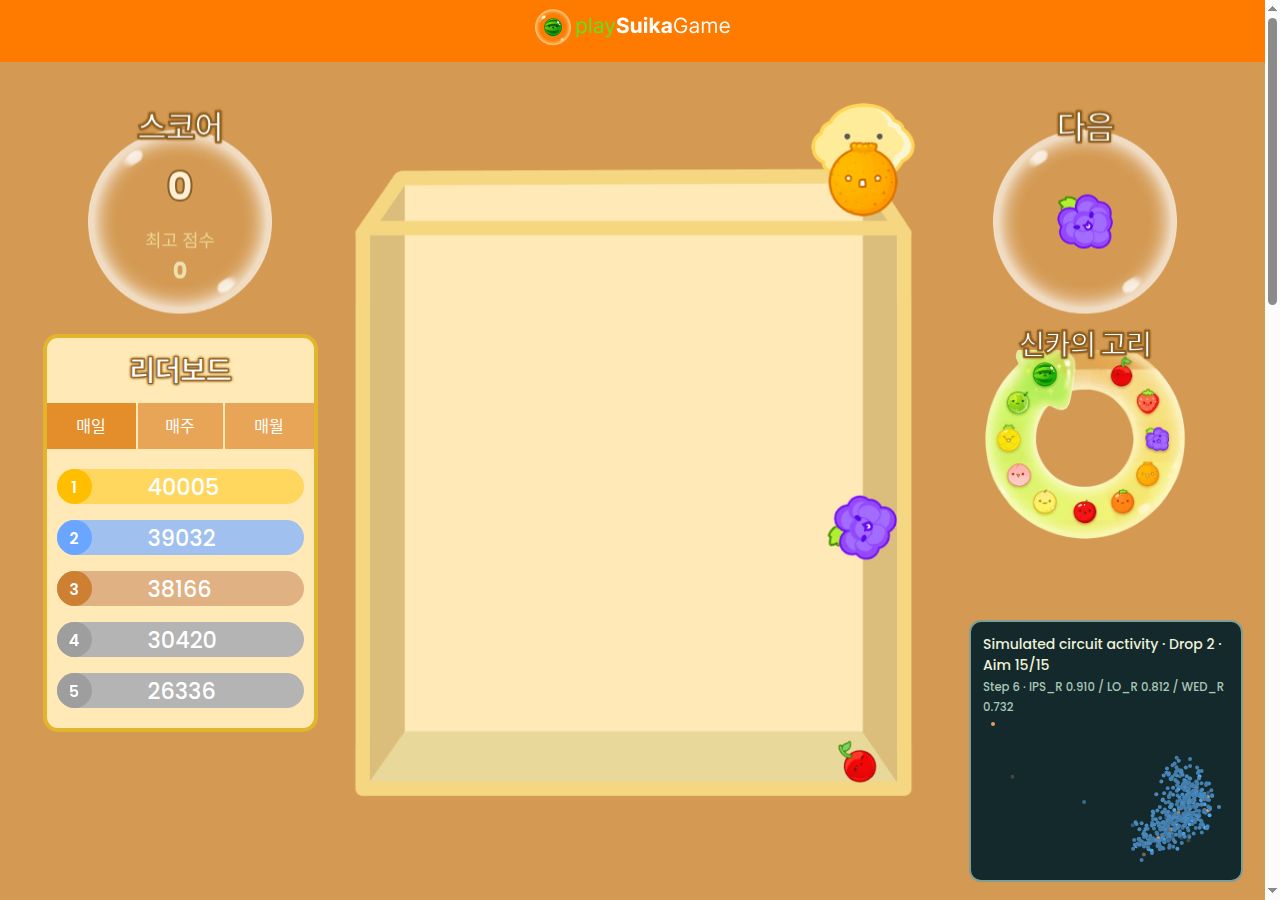 playSuikaGame
스코어
0
최고 점수
0
리더보드
매일 매주 매월
1 40005
2 39032
3 38166
4 30420
5 26336
다음
신카의 고리
Simulated circuit activity · Drop 2 ·
Aim 15/15
Step 6 · IPS_R 0.910 / LO_R 0.812 / WED_R
0.732